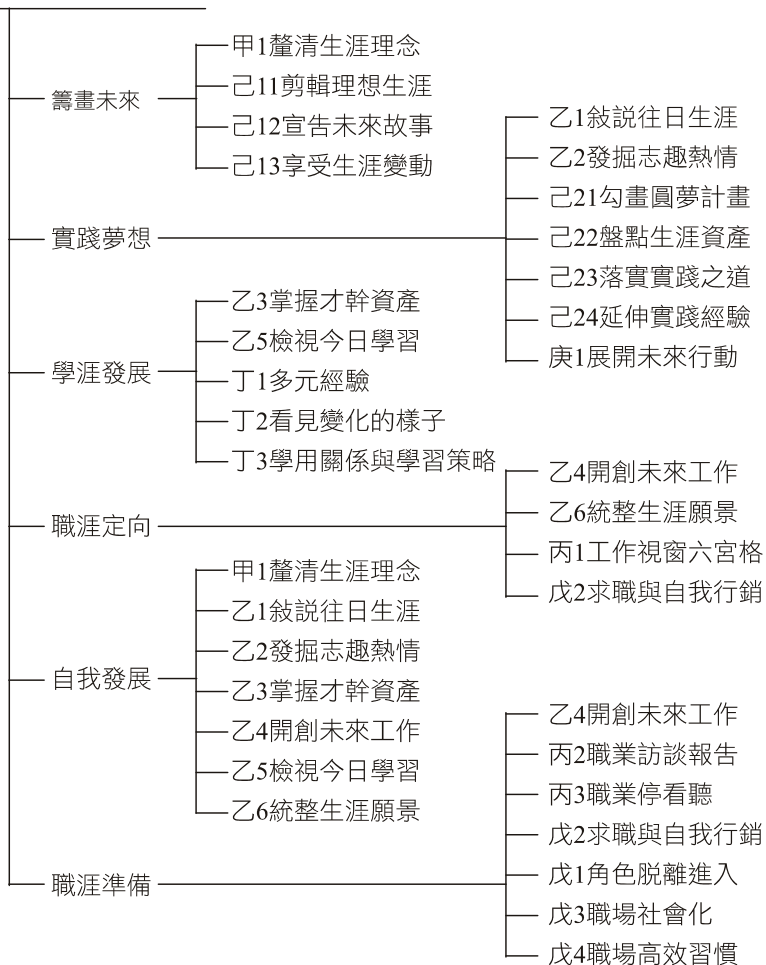 籌畫未來
甲1釐清生涯理念
己11剪輯理想生涯
己12宣告未來故事
己13享受生涯變動
實踐夢想
乙1敍説往日生涯
乙2發掘志趣熱情
己21勾畫圓夢計畫
己22盤點生涯資產
己23落實實踐之道
己24延伸實踐經驗
庚1展開未來行動
學涯發展
乙3掌握才幹資產
乙5檢視今日學習
丁1多元經驗
丁2看見變化的樣子
丁3學用關係與學習策略
職涯定向
乙4開創未來工作
乙6統整生涯願景
丙1工作視窗六宮格
戊2求職與自我行銷
自我發展
甲1釐清生涯理念
乙1敍説往日生涯
乙2發掘志趣熱情
乙3掌握才幹資產
乙4開創未來工作
乙5檢視今日學習
乙6統整生涯願景
職涯準備
乙4開創未來工作
丙2職業訪談報告
丙3職業停看聽
戊2求職與自我行銷
戊1角色脱離進入
戊3職場社會化
戊4職場高效習慣